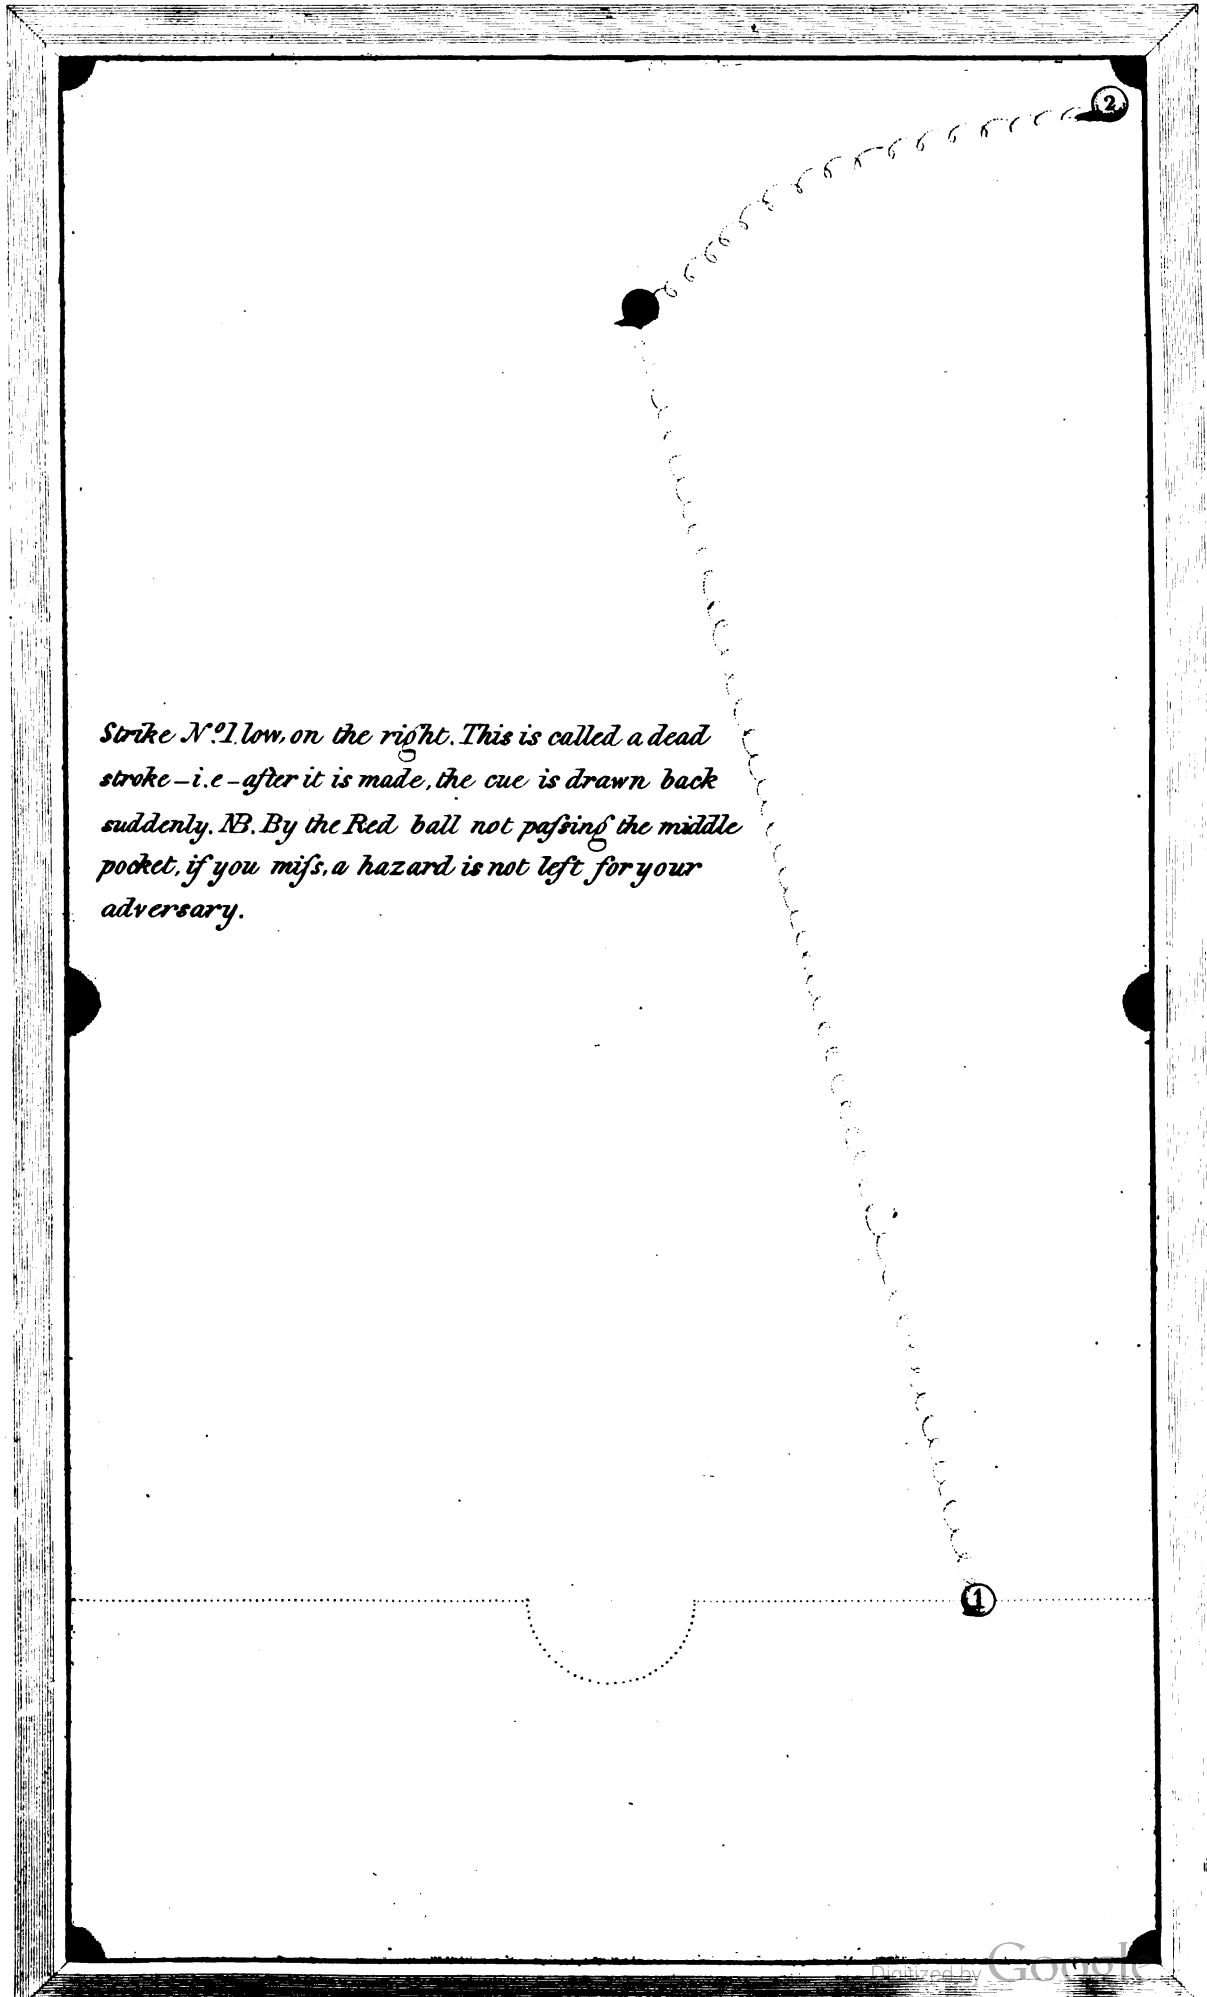 2
Strike N.º 1. low, on the right. This is called a dead
stroke – i.e – after it is made, the cue is drawn back
suddenly. NB. By the Red ball not paſsing the middle
pocket, if you miſs, a hazard is not left for your
adversary.
1
Digitized by Google